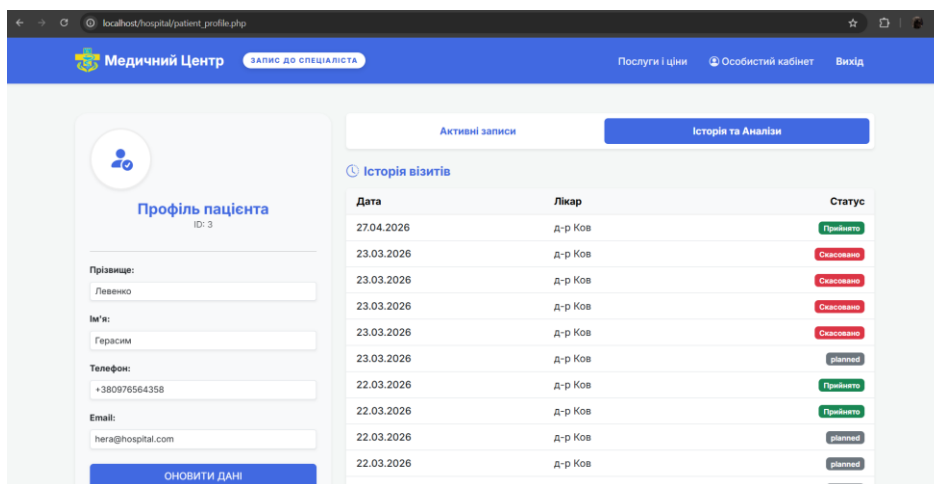 localhost/hospital/patient_profile.php
Медичний Центр
ЗАПИС ДО СПЕЦІАЛІСТА
Послуги і ціни
Особистий кабінет
Вихід
Профіль пацієнта
ID: 3
Прізвище:
Левенко
Ім'я:
Герасим
Телефон:
+380976564358
Email:
hera@hospital.com
ОНОВИТИ ДАНІ
Активні записи
Історія та Аналізи
Історія візитів
Дата Лікар Статус
27.04.2026 д-р Ков Прийнято
23.03.2026 д-р Ков Скасовано
23.03.2026 д-р Ков Скасовано
23.03.2026 д-р Ков Скасовано
23.03.2026 д-р Ков Скасовано
23.03.2026 д-р Ков planned
22.03.2026 д-р Ков Прийнято
22.03.2026 д-р Ков Прийнято
22.03.2026 д-р Ков planned
22.03.2026 д-р Ков planned